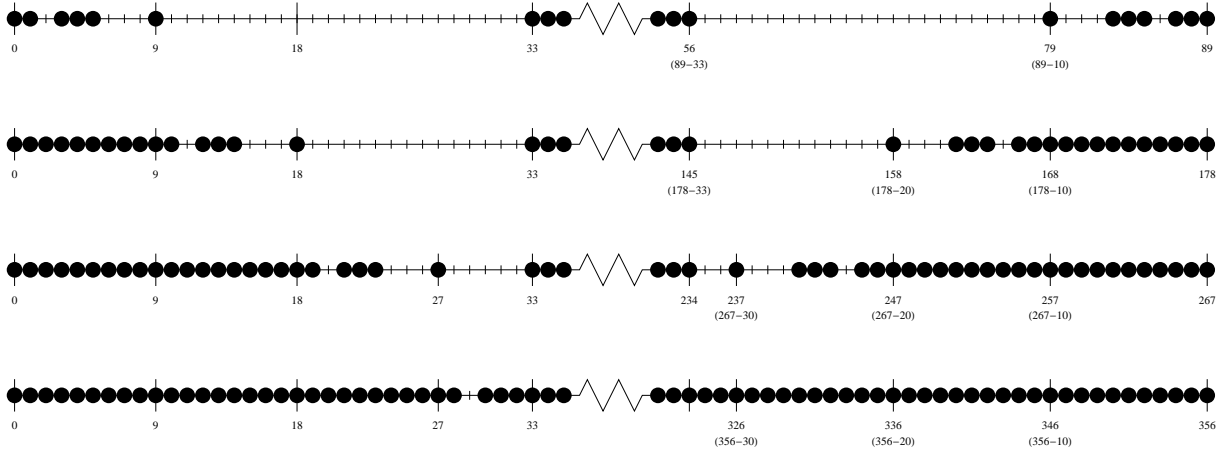 0 9 18 33 56 79 89
(89−33) (89−10)
0 9 18 33 145 158 168 178
(178−33) (178−20) (178−10)
0 9 18 27 33 234 237 247 257 267
(267−30) (267−20) (267−10)
0 9 18 27 33 326 336 346 356
(356−30) (356−20) (356−10)